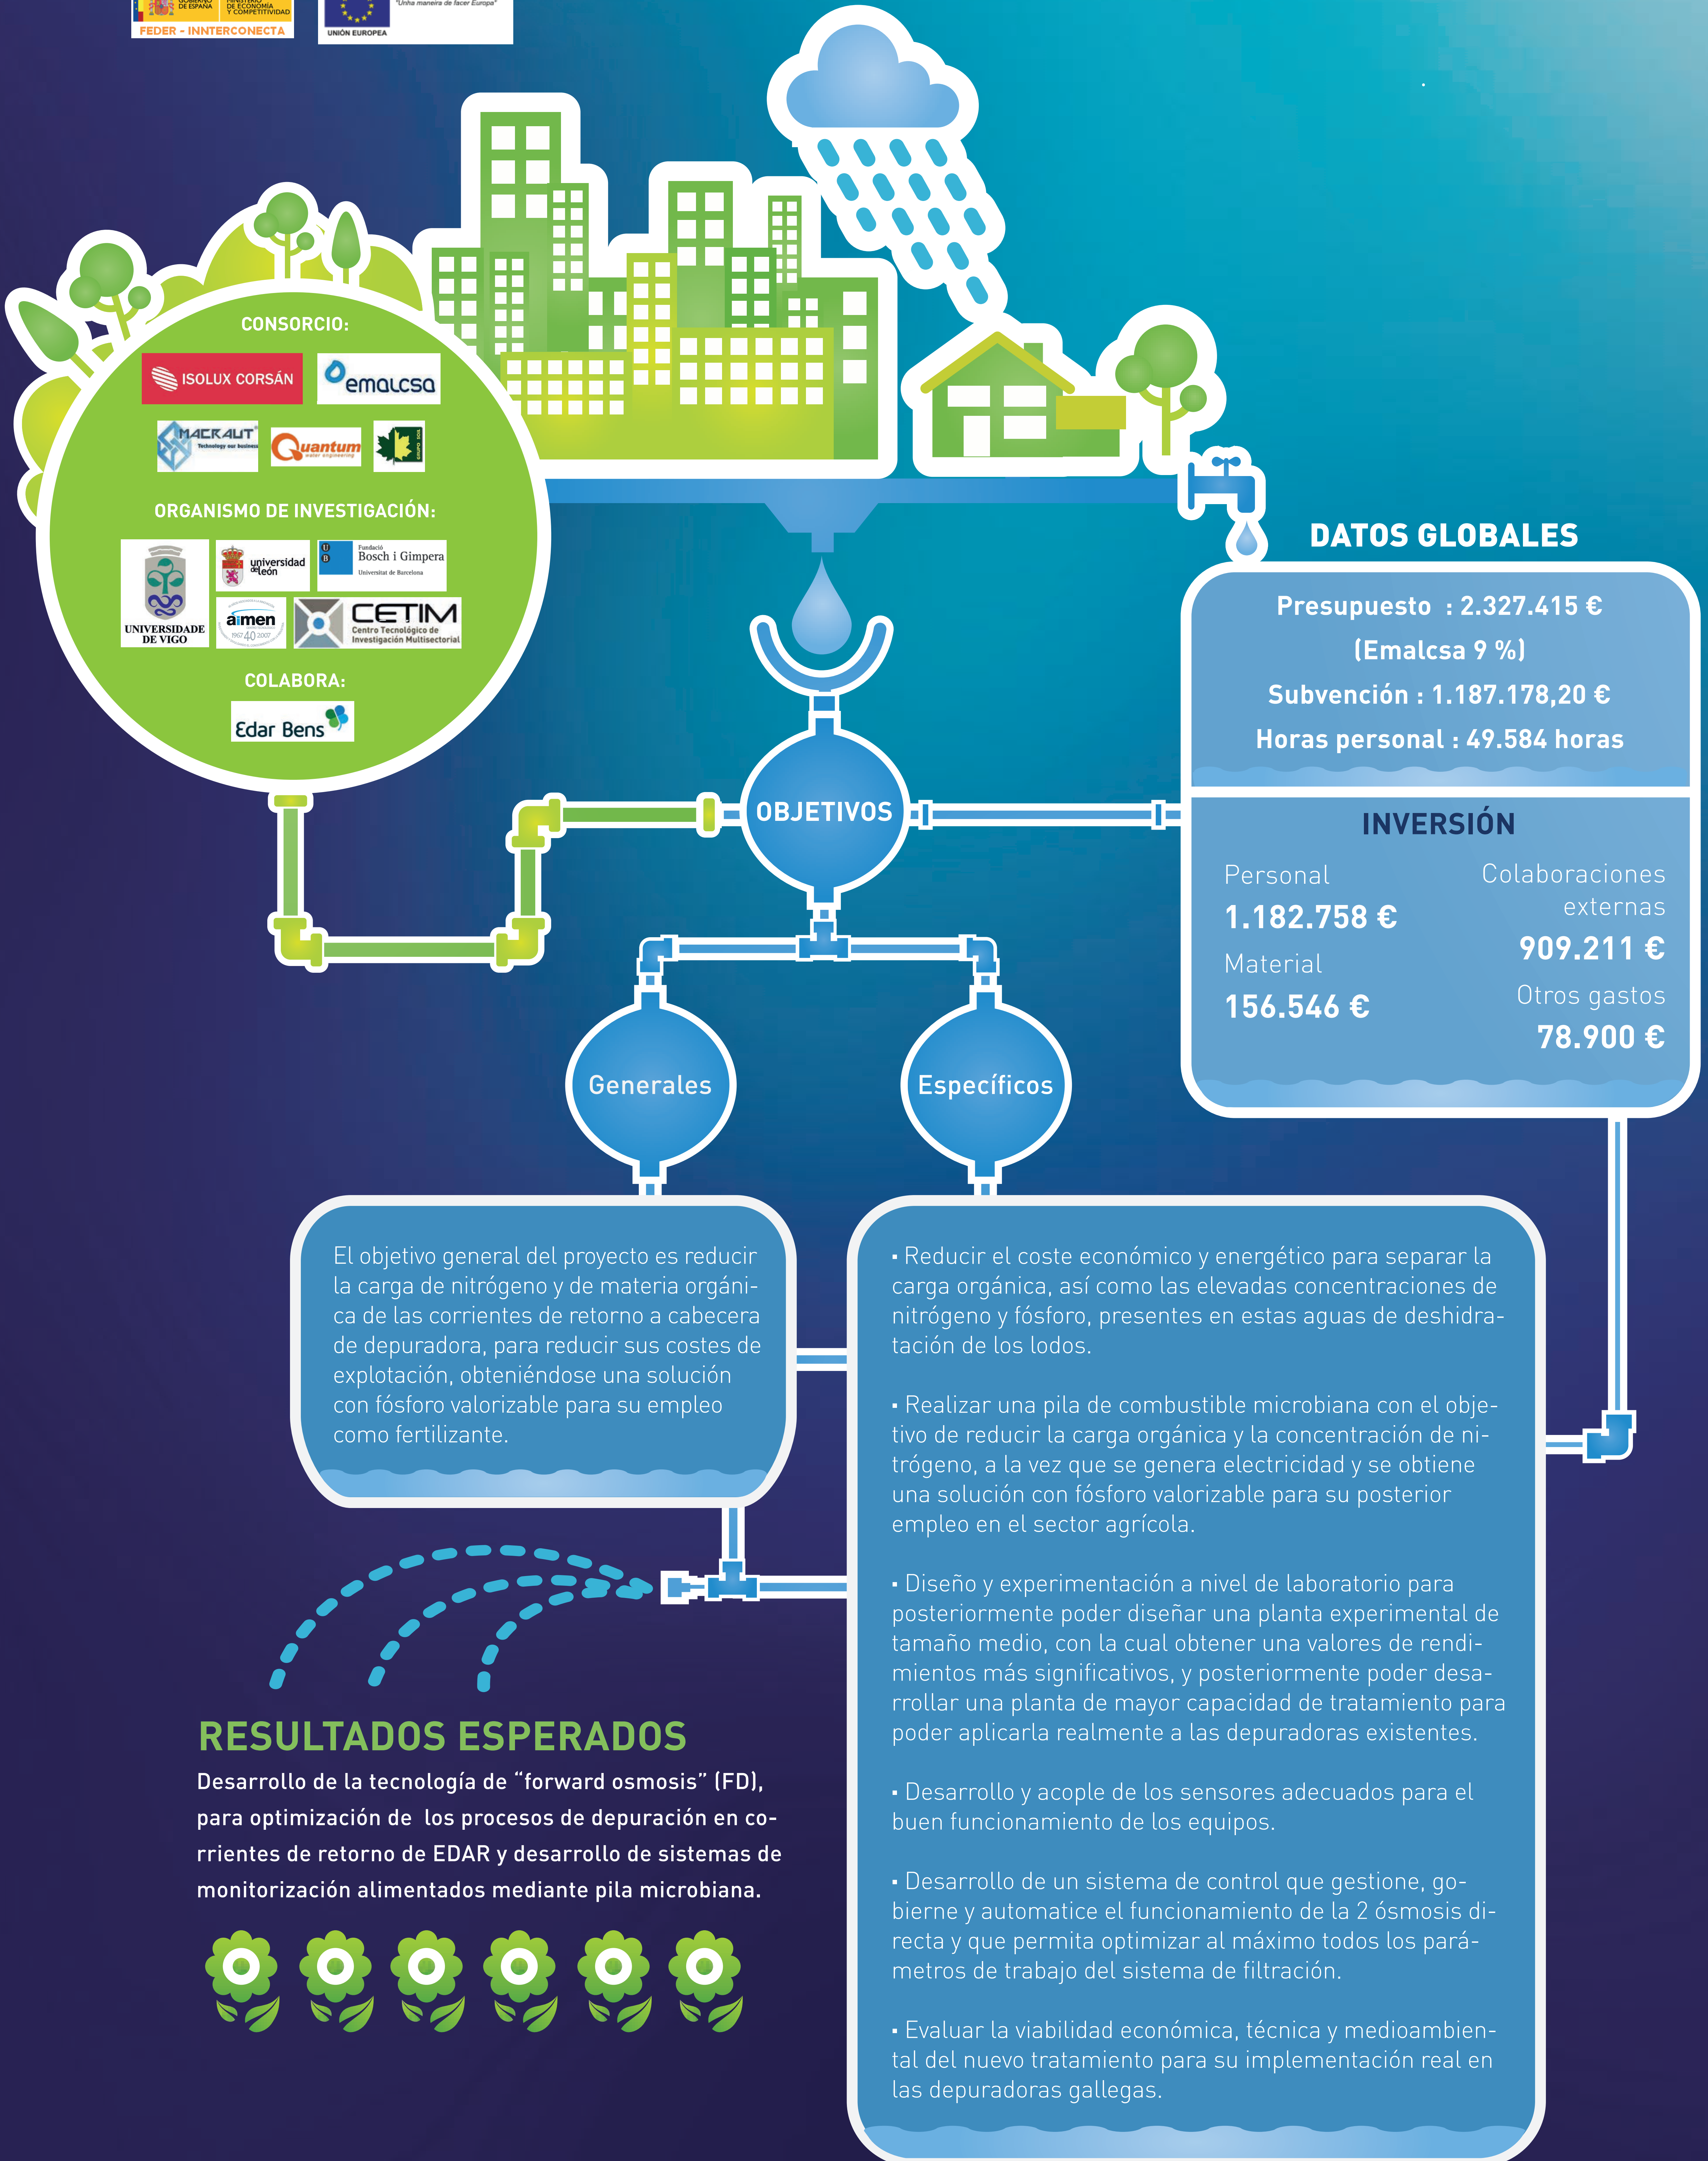 GOBIERNO
DE ESPAÑA
MINISTERIO
DE ECONOMÍA
Y COMPETITIVIDAD
FEDER - INNTERCONECTA
UNIÓN EUROPEA
"Unha maneira de facer Europa"
CONSORCIO:
ISOLUX CORSÁN
emalcsa
MACRAUT
Technology our business
Quantum
water engineering
ORGANISMO DE INVESTIGACIÓN:
UNIVERSIDADE
DE VIGO
universidad
de león
U
B
Fundació
Bosch i Gimpera
Universitat de Barcelona
aimen
1967 40 2007
CETIM
Centro Tecnológico de
Investigación Multisectorial
COLABORA:
Edar Bens
DATOS GLOBALES
Presupuesto : 2.327.415 €
(Emalcsa 9 %)
Subvención : 1.187.178,20 €
Horas personal : 49.584 horas
INVERSIÓN
Personal
1.182.758 €
Material
156.546 €
Colaboraciones
externas
909.211 €
Otros gastos
78.900 €
OBJETIVOS
Generales
Específicos
El objetivo general del proyecto es reducir
la carga de nitrógeno y de materia orgáni-
ca de las corrientes de retorno a cabecera
de depuradora, para reducir sus costes de
explotación, obteniéndose una solución
con fósforo valorizable para su empleo
como fertilizante.
▪ Reducir el coste económico y energético para separar la
carga orgánica, así como las elevadas concentraciones de
nitrógeno y fósforo, presentes en estas aguas de deshidra-
tación de los lodos.
▪ Realizar una pila de combustible microbiana con el obje-
tivo de reducir la carga orgánica y la concentración de ni-
trógeno, a la vez que se genera electricidad y se obtiene
una solución con fósforo valorizable para su posterior
empleo en el sector agrícola.
▪ Diseño y experimentación a nivel de laboratorio para
posteriormente poder diseñar una planta experimental de
tamaño medio, con la cual obtener una valores de rendi-
mientos más significativos, y posteriormente poder desa-
rrollar una planta de mayor capacidad de tratamiento para
poder aplicarla realmente a las depuradoras existentes.
▪ Desarrollo y acople de los sensores adecuados para el
buen funcionamiento de los equipos.
▪ Desarrollo de un sistema de control que gestione, go-
bierne y automatice el funcionamiento de la 2 ósmosis di-
recta y que permita optimizar al máximo todos los pará-
metros de trabajo del sistema de filtración.
▪ Evaluar la viabilidad económica, técnica y medioambien-
tal del nuevo tratamiento para su implementación real en
las depuradoras gallegas.
RESULTADOS ESPERADOS
Desarrollo de la tecnología de “forward osmosis” (FD),
para optimización de los procesos de depuración en co-
rrientes de retorno de EDAR y desarrollo de sistemas de
monitorización alimentados mediante pila microbiana.